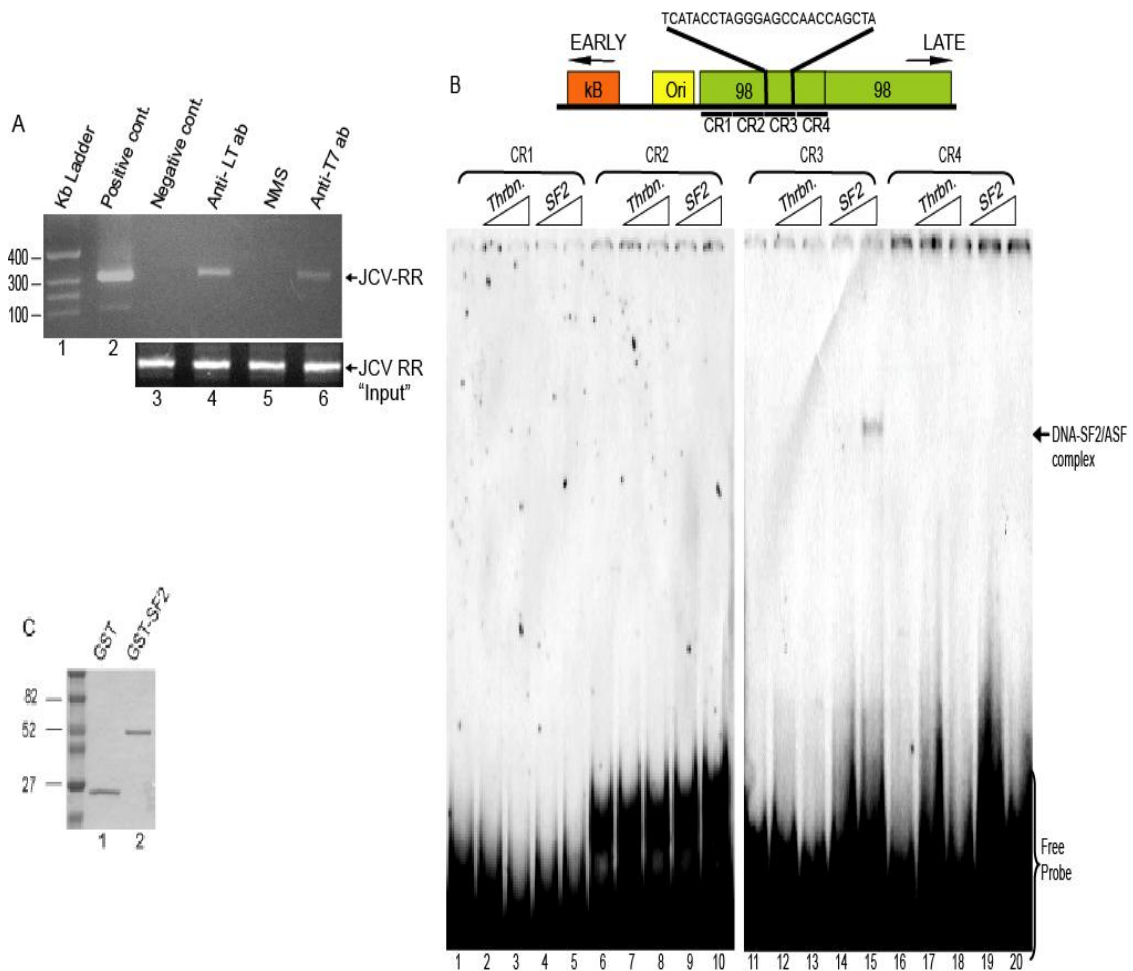 A
Kb Ladder
Positive cont.
Negative cont.
Anti-LT ab
NMS
Anti-T7 ab
400
300
100
JCV-RR
1 2
JCV RR
"Input"
3 4 5 6
B
TCATACCTAGGGAGCCAACCAGCTA
EARLY
LATE
kB
Ori
98
98
CR1 CR2 CR3 CR4
CR1 CR2 CR3 CR4
Thrbn. SF2 Thrbn. SF2 Thrbn. SF2 Thrbn. SF2
DNA-SF2/ASF
complex
Free
Probe
1 2 3 4 5 6 7 8 9 10 11 12 13 14 15 16 17 18 19 20
C
GST
GST-SF2
82
52
27
1 2